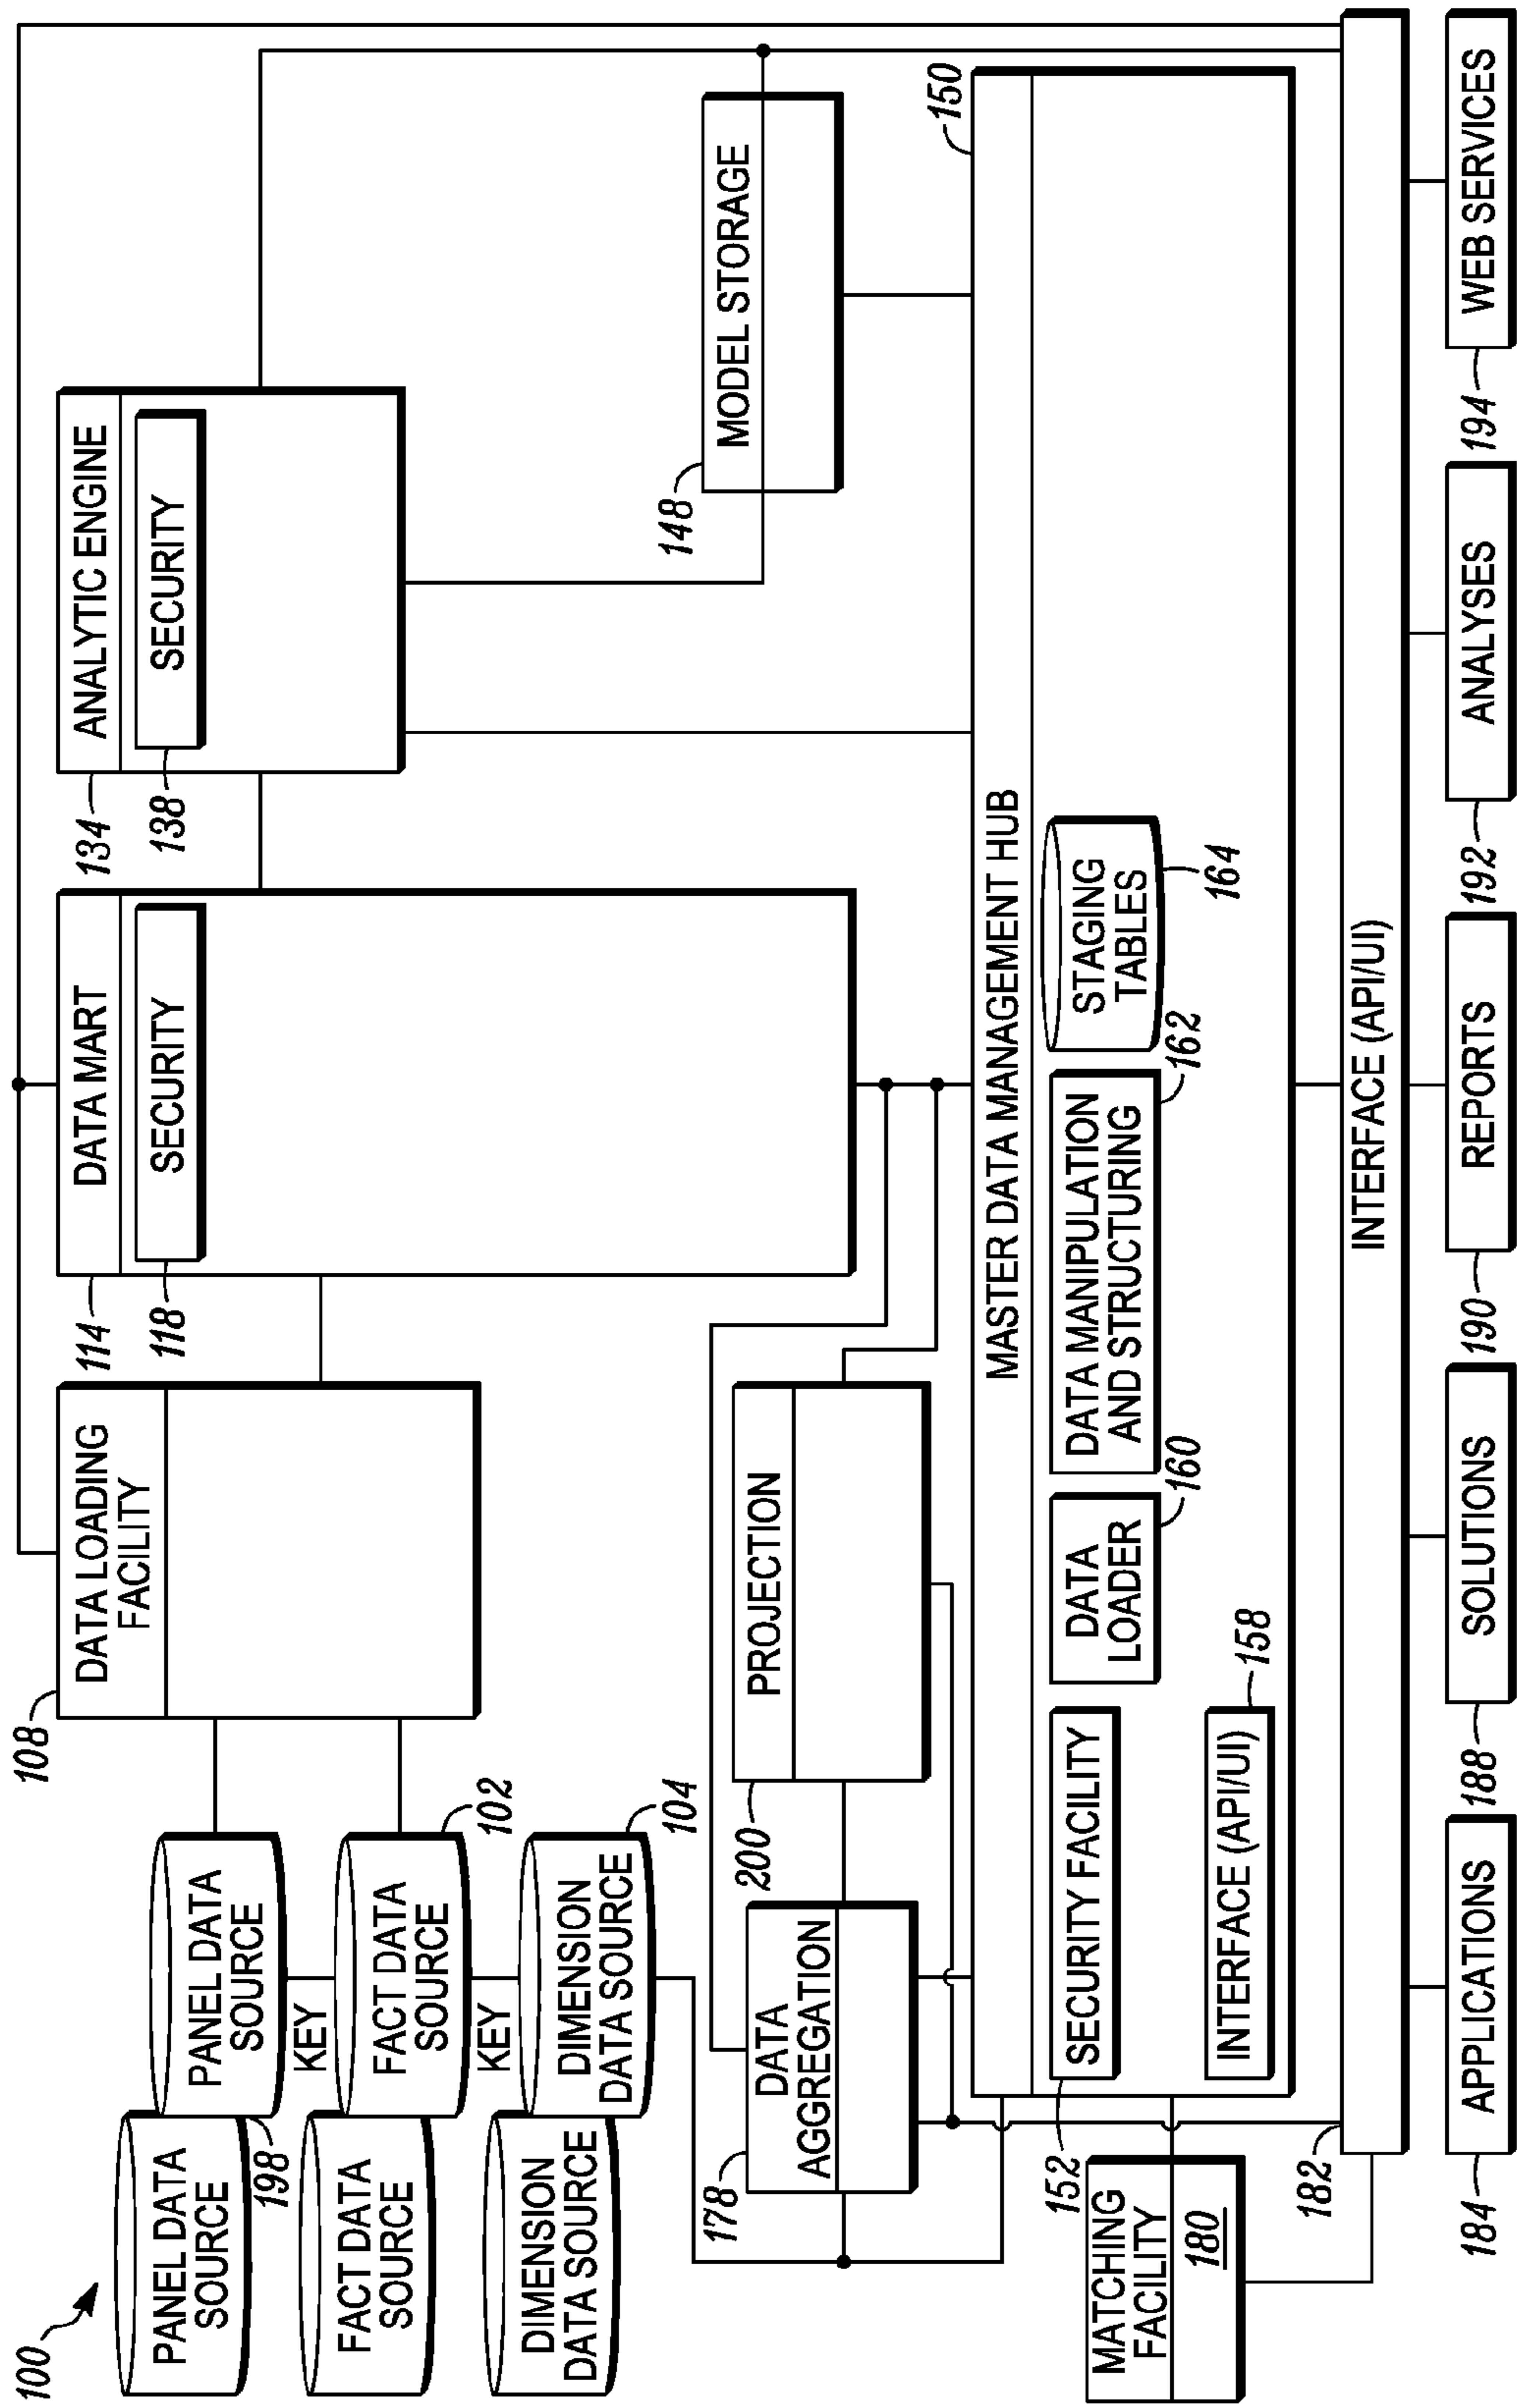 100
PANEL DATA
SOURCE
198
PANEL DATA
SOURCE
KEY
FACT DATA
SOURCE
FACT DATA
SOURCE
102
KEY
DIMENSION
DATA SOURCE
DIMENSION
DATA SOURCE
104
108
DATA LOADING
FACILITY
114
DATA MART
118
SECURITY
134
ANALYTIC ENGINE
138
SECURITY
178
DATA
AGGREGATION
200
PROJECTION
148
MODEL STORAGE
150
MASTER DATA MANAGEMENT HUB
152
SECURITY FACILITY
DATA
LOADER
160
DATA MANIPULATION
AND STRUCTURING
162
STAGING
TABLES
164
INTERFACE (API/UI)
158
MATCHING
FACILITY
180
182
INTERFACE (API/UI)
184
APPLICATIONS
188
SOLUTIONS
190
REPORTS
192
ANALYSES
194
WEB SERVICES